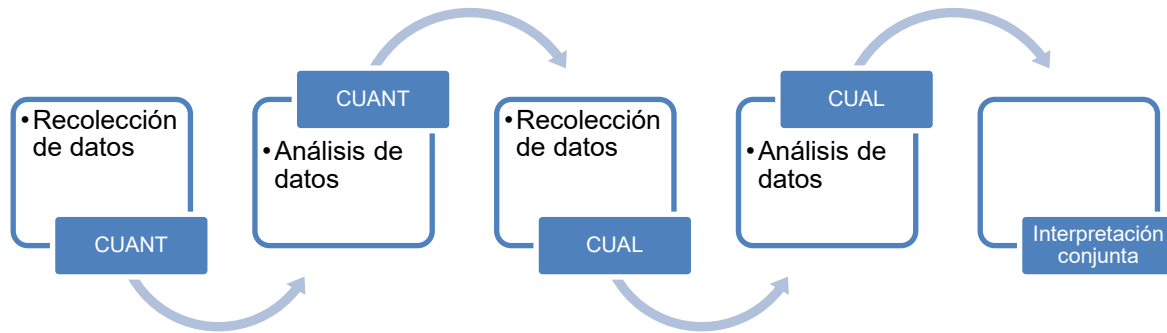 •Recolección
de datos
CUANT
CUANT
•Análisis de
datos
•Recolección
de datos
CUAL
CUAL
•Análisis de
datos
Interpretación
conjunta